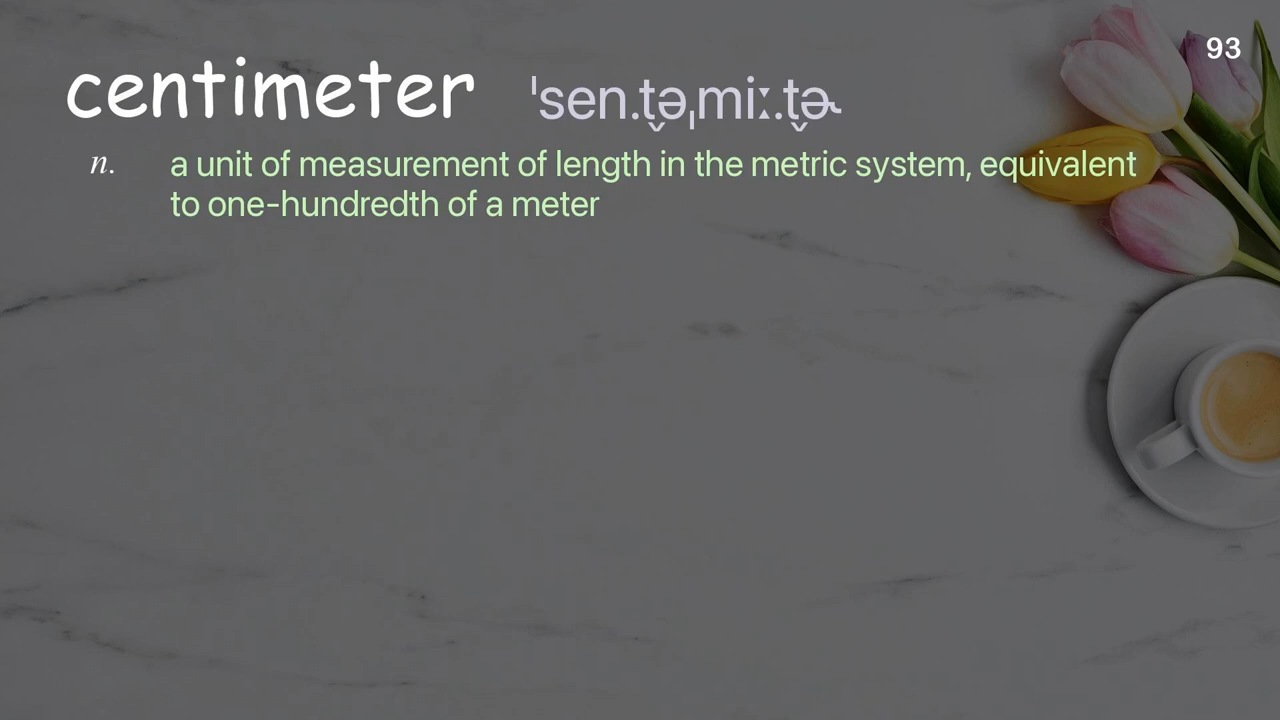 93
centimeter ˈsen.t̬əˌmiː.t̬ɚ
n. a unit of measurement of length in the metric system, equivalent
to one-hundredth of a meter